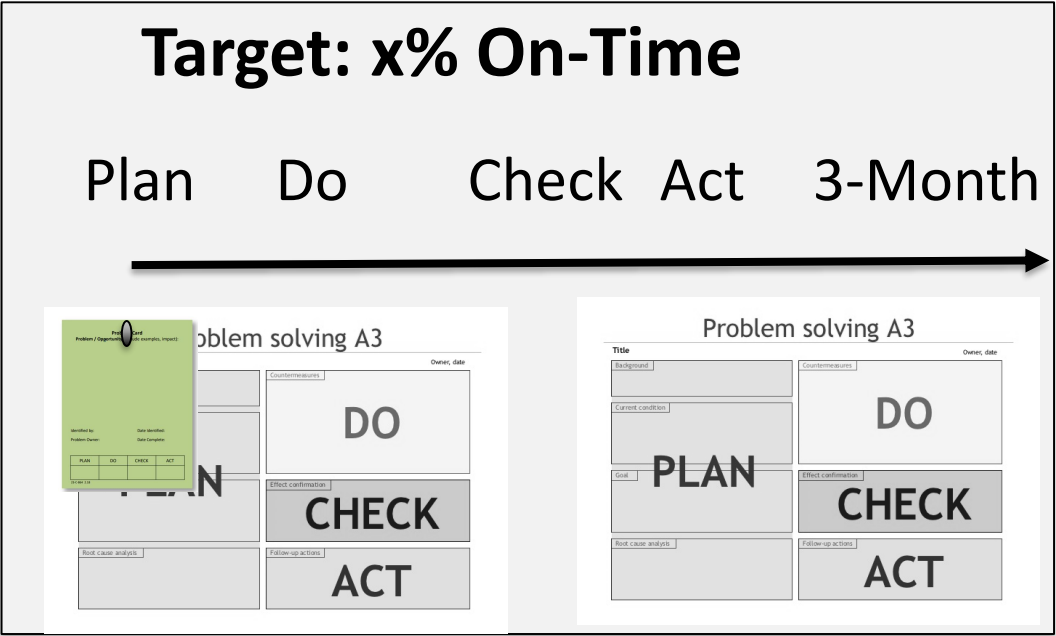 Target: x% On-Time
Plan Do Check Act 3-Month
Problem solving A3
Owner, date
Countermeasures
DO
PLAN
Effect confirmation
CHECK
Root cause analysis
Follow-up actions
ACT
Card
Problem / Opportunity examples, impact)
Identified by: Date Identified:
Problem Owner: Date Complete:
PLAN DO CHECK ACT
Problem solving A3
Title
Owner, date
Background
Countermeasures
Current condition
DO
Goal
PLAN
Effect confirmation
CHECK
Root cause analysis
Follow-up actions
ACT